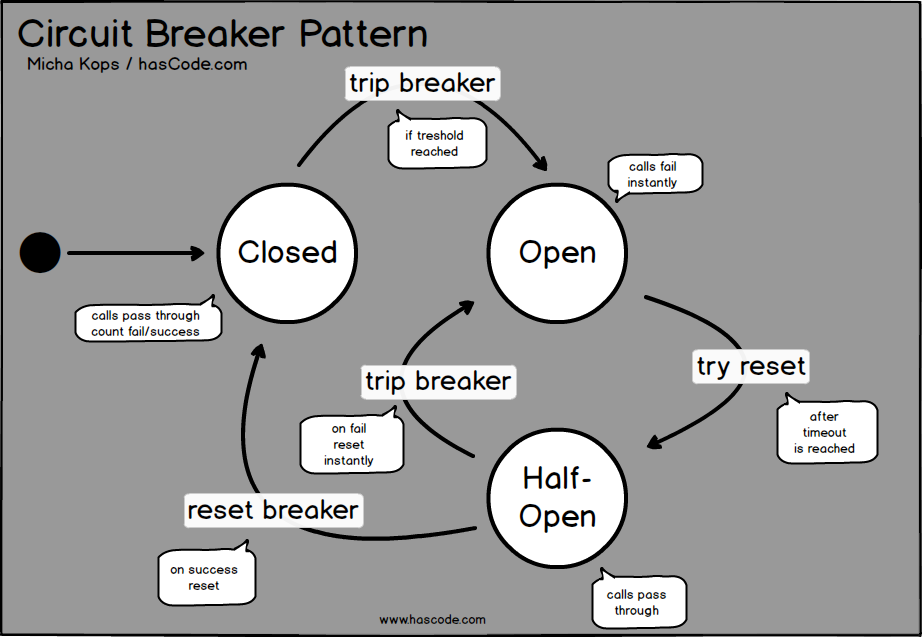 Circuit Breaker Pattern
Micha Kops / hasCode.com
trip breaker
if treshold
reached
calls fail
instantly
Closed
Open
calls pass through
count fail/success
trip breaker
try reset
on fail
reset
instantly
after
timeout
is reached
Half-
Open
reset breaker
on success
reset
calls pass
through
www.hascode.com